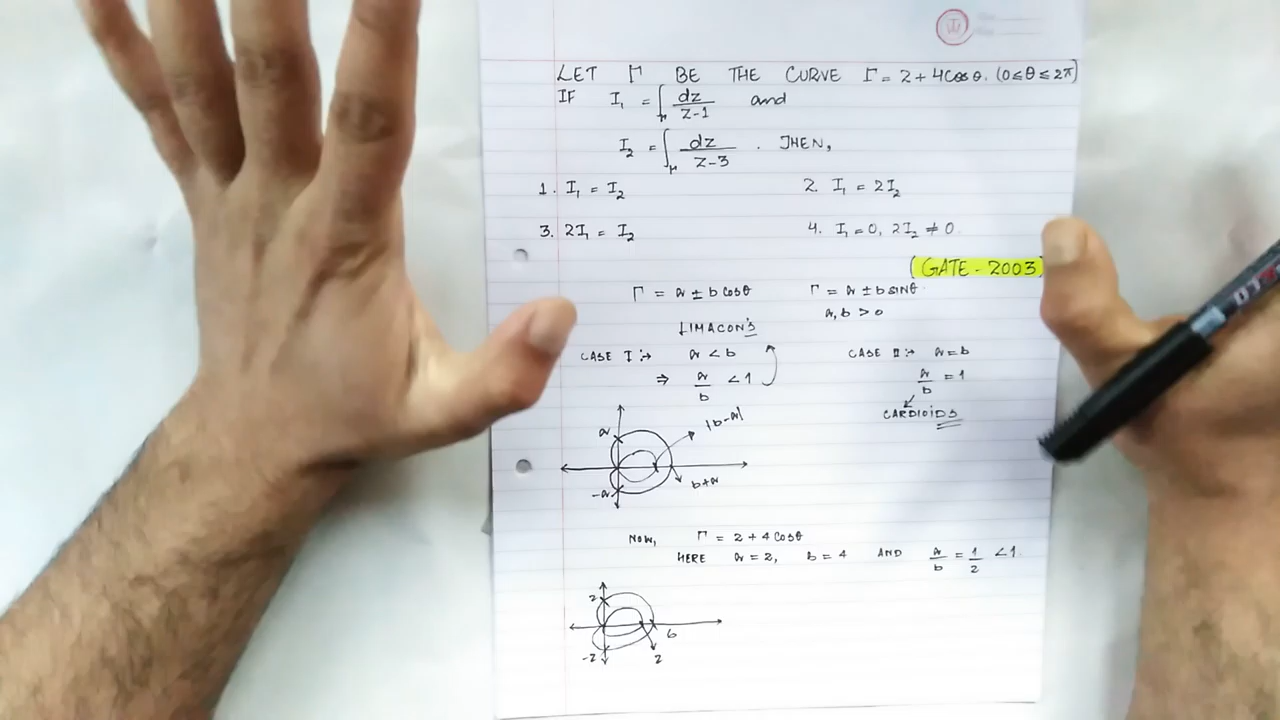 LET Γ BE THE CURVE Γ = 2 + 4cosθ. (0≤θ≤2π)
IF I₁ = ∫ᵣ dz/z-1 and
I₂ = ∫ᵣ dz/z-3 . THEN,
1. I₁ = I₂ 2. I₁ = 2I₂
3. 2I₁ = I₂ 4. I₁=0, 2I₂ ≠ 0.
(GATE - 2003)
Γ = a ± b cosθ Γ = a ± b sinθ.
a, b > 0
LIMACON'S
CASE I :→ a < b CASE II :→ a=b
⇒ a/b < 1 a/b = 1
CARDIOIDS
a |b-a|
-a b+a
NOW, Γ = 2 + 4 cosθ
HERE a = 2, b = 4 AND a/b = 1/2 < 1.
2
6
-2 2